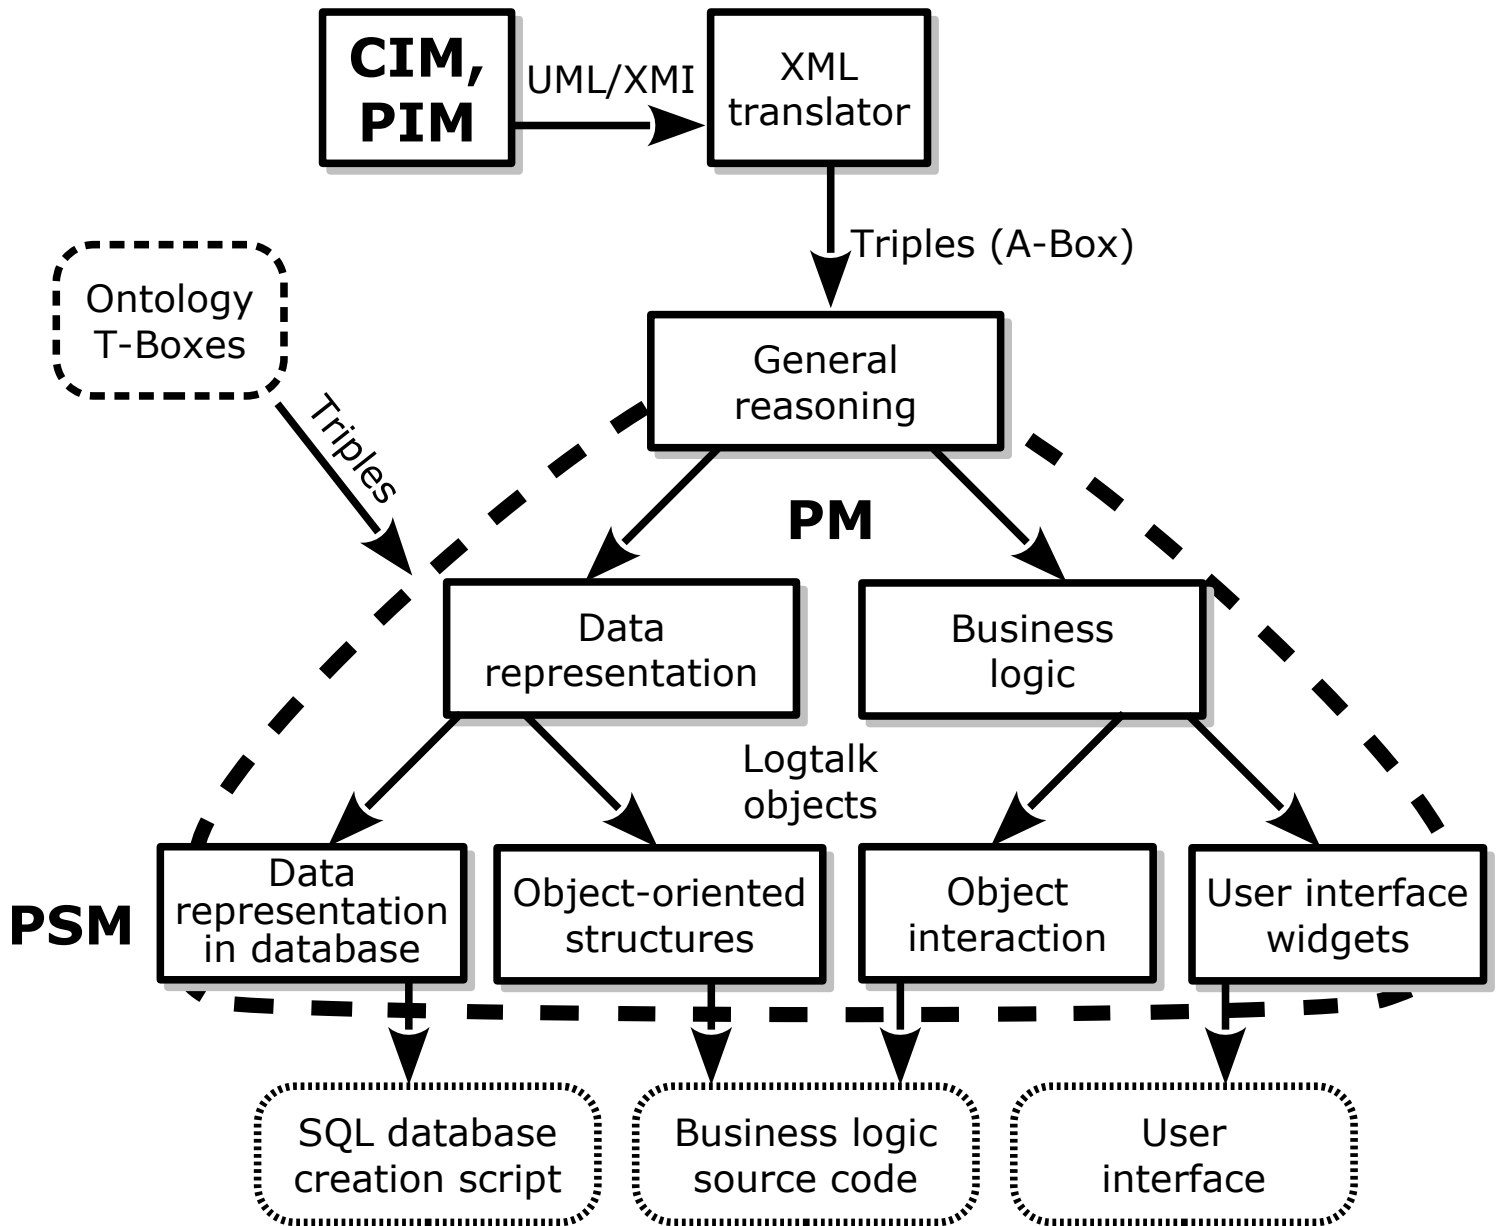 CIM,
PIM
UML/XMI
XML
translator
Triples (A-Box)
Ontology
T-Boxes
Triples
General
reasoning
PM
Data
representation
Business
logic
Logtalk
objects
PSM
Data
representation
in database
Object-oriented
structures
Object
interaction
User interface
widgets
SQL database
creation script
Business logic
source code
User
interface